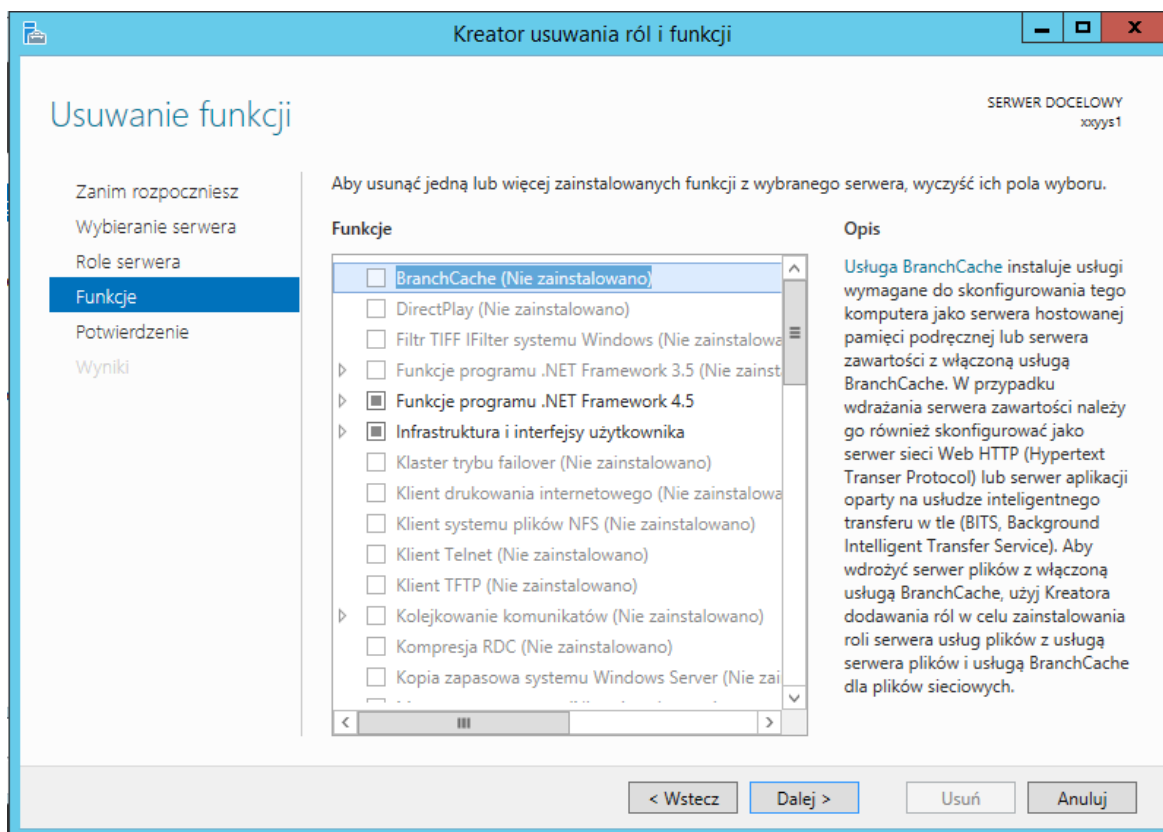 Kreator usuwania ról i funkcji
Usuwanie funkcji
SERWER DOCELOWY
xxyys1
Zanim rozpoczniesz
Wybieranie serwera
Role serwera
Funkcje
Potwierdzenie
Wyniki
Aby usunąć jedną lub więcej zainstalowanych funkcji z wybranego serwera, wyczyść ich pola wyboru.
Funkcje
BranchCache (Nie zainstalowano)
DirectPlay (Nie zainstalowano)
Filtr TIFF IFilter systemu Windows (Nie zainstalowa
Funkcje programu .NET Framework 3.5 (Nie zainst
Funkcje programu .NET Framework 4.5
Infrastruktura i interfejsy użytkownika
Klaster trybu failover (Nie zainstalowano)
Klient drukowania internetowego (Nie zainstalowa
Klient systemu plików NFS (Nie zainstalowano)
Klient Telnet (Nie zainstalowano)
Klient TFTP (Nie zainstalowano)
Kolejkowanie komunikatów (Nie zainstalowano)
Kompresja RDC (Nie zainstalowano)
Kopia zapasowa systemu Windows Server (Nie zai
Opis
Usługa BranchCache instaluje usługi
wymagane do skonfigurowania tego
komputera jako serwera hostowanej
pamięci podręcznej lub serwera
zawartości z włączoną usługą
BranchCache. W przypadku
wdrażania serwera zawartości należy
go również skonfigurować jako
serwer sieci Web HTTP (Hypertext
Transer Protocol) lub serwer aplikacji
oparty na usłudze inteligentnego
transferu w tle (BITS, Background
Intelligent Transfer Service). Aby
wdrożyć serwer plików z włączoną
usługą BranchCache, użyj Kreatora
dodawania ról w celu zainstalowania
roli serwera usług plików z usługą
serwera plików i usługą BranchCache
dla plików sieciowych.
< Wstecz
Dalej >
Usuń
Anuluj